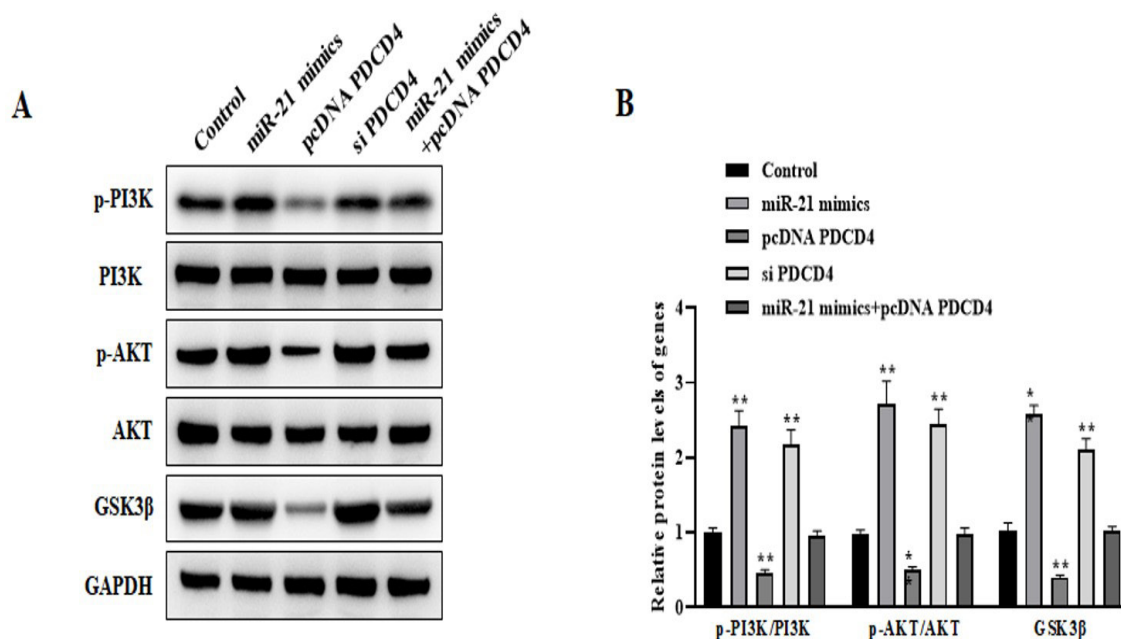 A
Control
miR-21 mimics
pcDNA PDCD4
si PDCD4
miR-21 mimics
+pcDNA PDCD4
p-PI3K
PI3K
p-AKT
AKT
GSK3β
GAPDH
B
Control
miR-21 mimics
pcDNA PDCD4
si PDCD4
miR-21 mimics+pcDNA PDCD4
Relative protein levels of genes
4
3
2
1
0
**
**
**
**
**
**
**
**
**
p-PI3K/PI3K
p-AKT/AKT
GSK3β